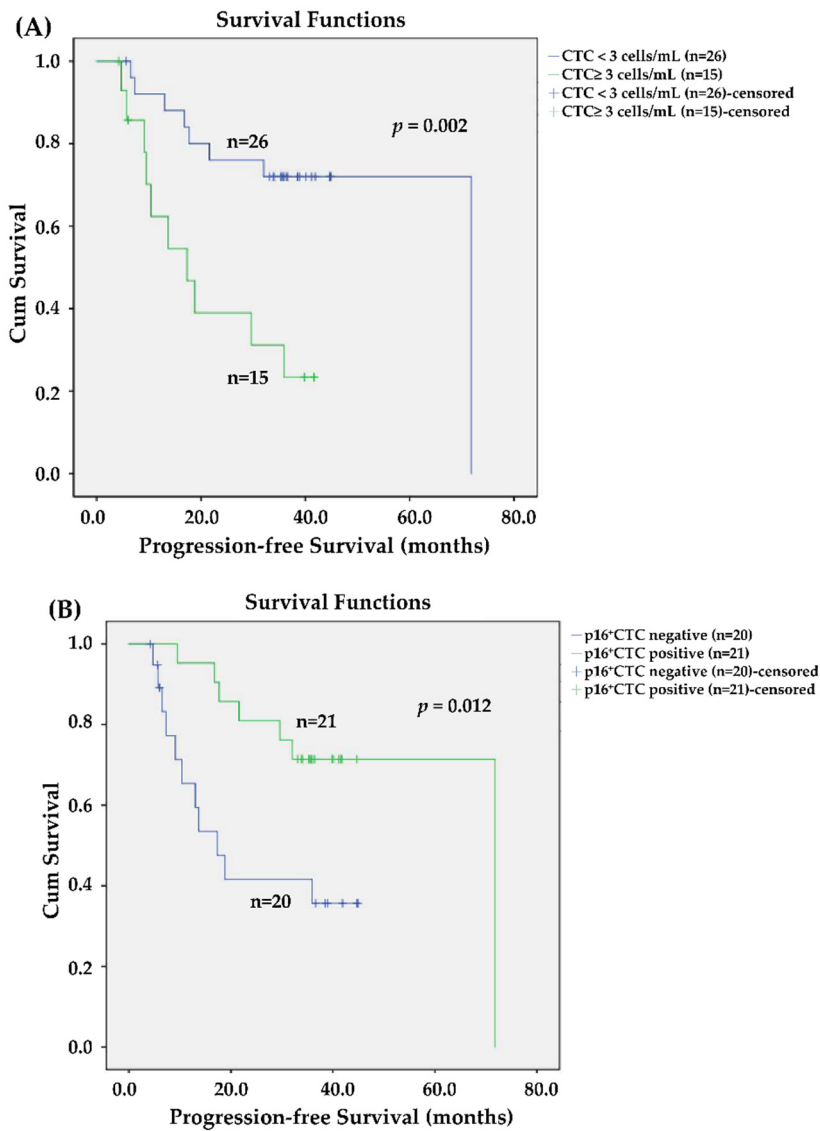 (A)
Survival Functions
CTC < 3 cells/mL (n=26)
CTC≥ 3 cells/mL (n=15)
CTC < 3 cells/mL (n=26)-censored
CTC≥ 3 cells/mL (n=15)-censored
1.0
0.8
0.6
0.4
0.2
0.0
Cum Survival
n=26
p = 0.002
n=15
0.0 20.0 40.0 60.0 80.0
Progression-free Survival (months)
(B)
Survival Functions
p16⁺CTC negative (n=20)
p16⁺CTC positive (n=21)
p16⁺CTC negative (n=20)-censored
p16⁺CTC positive (n=21)-censored
1.0
0.8
0.6
0.4
0.2
0.0
Cum Survival
n=21
p = 0.012
n=20
0.0 20.0 40.0 60.0 80.0
Progression-free Survival (months)